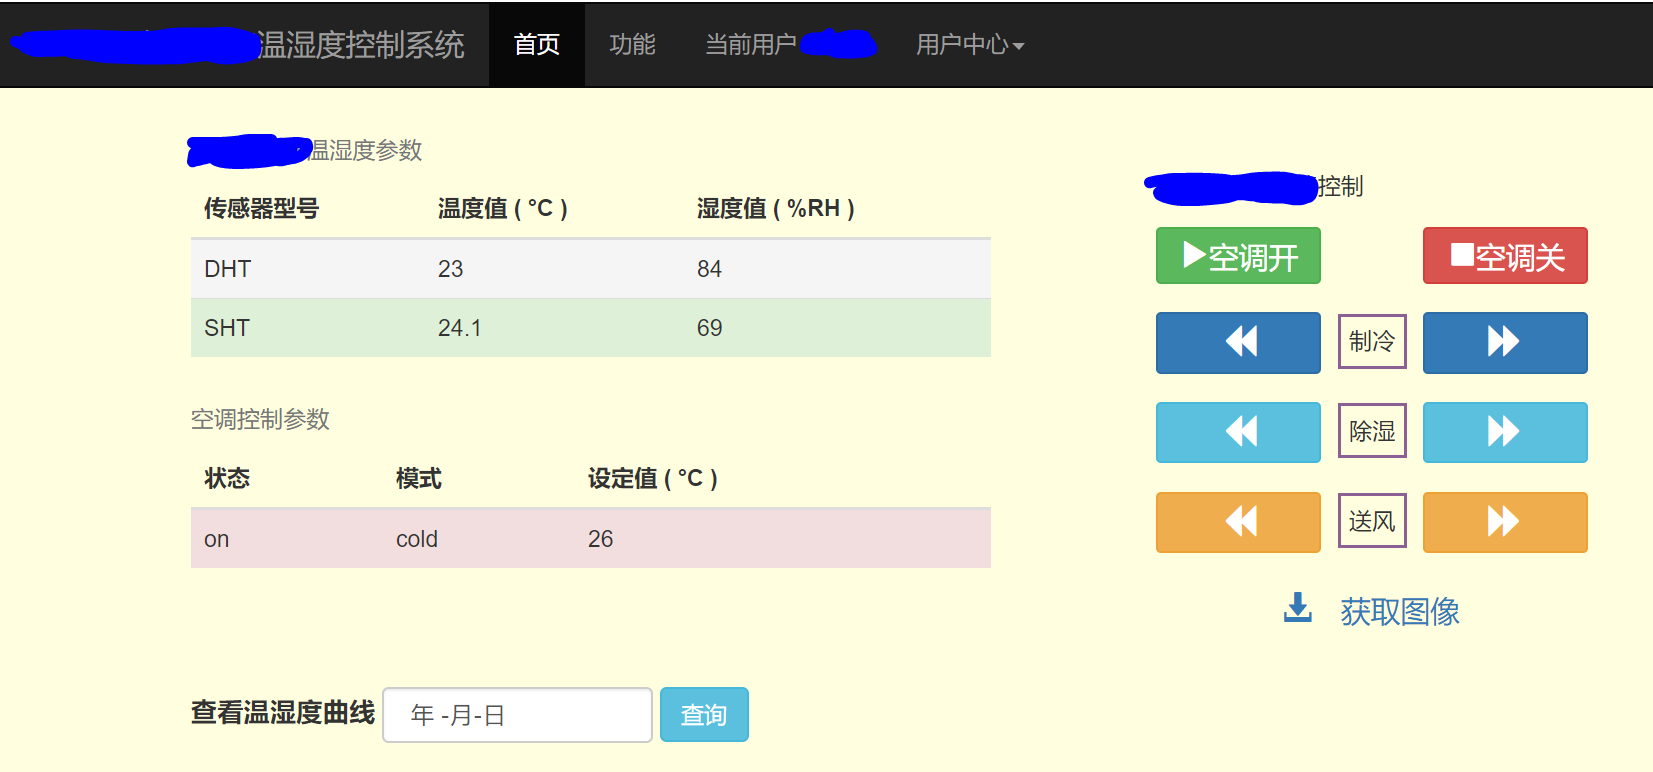 温湿度控制系统 首页 功能 当前用户 用户中心
温湿度参数
传感器型号 温度值 ( °C ) 湿度值 ( %RH )
DHT 23 84
SHT 24.1 69
空调控制参数
状态 模式 设定值 ( °C )
on cold 26
查看温湿度曲线 年 -月-日 查询
控制
空调开 空调关
制冷
除湿
送风
获取图像